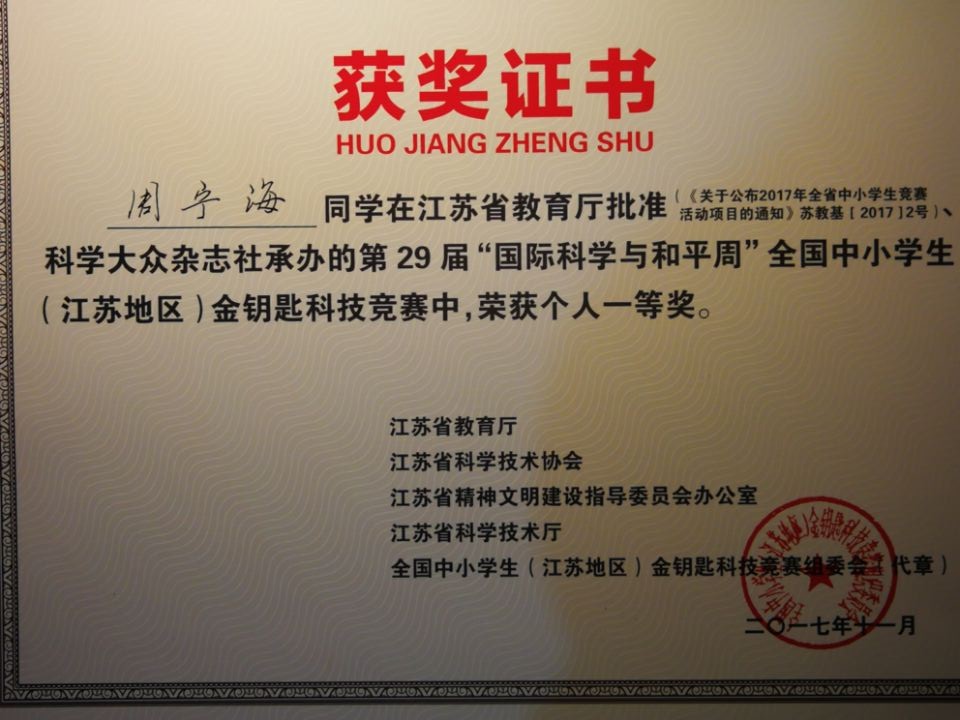 获奖证书
HUO JIANG ZHENG SHU
周宁海 同学在江苏省教育厅批准(《关于公布2017年全省中小学生竞赛
活动项目的通知》苏教基[2017]2号)、
科学大众杂志社承办的第29届“国际科学与和平周”全国中小学生
(江苏地区)金钥匙科技竞赛中,荣获个人一等奖。
江苏省教育厅
江苏省科学技术协会
江苏省精神文明建设指导委员会办公室
江苏省科学技术厅
全国中小学生(江苏地区)金钥匙科技竞赛组委会(代章)
二〇一七年十一月